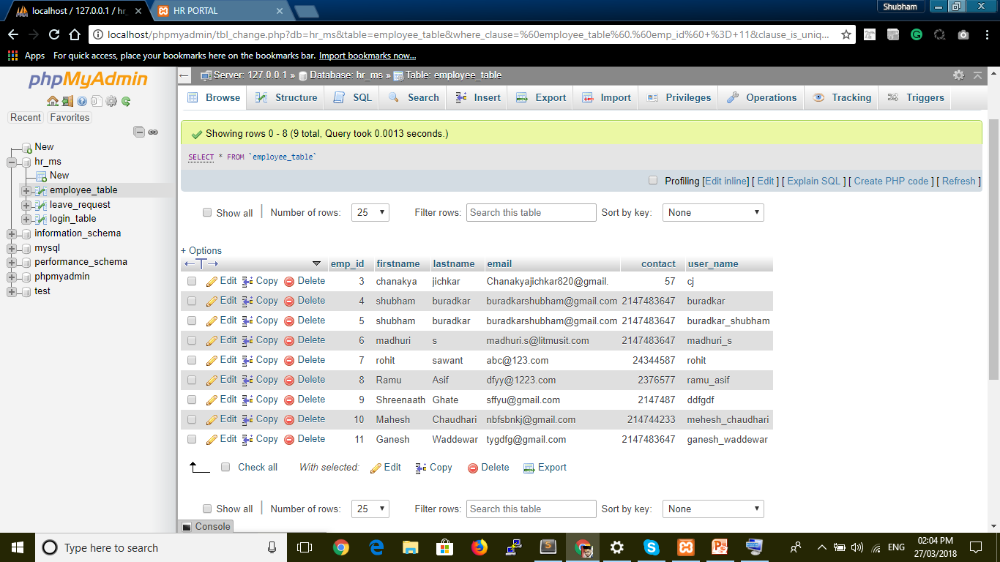 localhost / 127.0.0.1 / hr_ HR PORTAL Shubham
localhost/phpmyadmin/tbl_change.php?db=hr_ms&table=employee_table&where_clause=%60employee_table%60.%60emp_id%60+%3D+11&clause_is_uniq...
Apps For quick access, place your bookmarks here on the bookmarks bar. Import bookmarks now...
phpMyAdmin
Recent Favorites
New
hr_ms
New
employee_table
leave_request
login_table
information_schema
mysql
performance_schema
phpmyadmin
test
Server: 127.0.0.1 » Database: hr_ms » Table: employee_table
Browse Structure SQL Search Insert Export Import Privileges Operations Tracking Triggers
Showing rows 0 - 8 (9 total, Query took 0.0013 seconds.)
SELECT * FROM `employee_table`
Profiling [Edit inline] [ Edit ] [ Explain SQL ] [ Create PHP code ] [ Refresh ]
Show all Number of rows: 25 Filter rows: Search this table Sort by key: None
+ Options
←T→ emp_id firstname lastname email contact user_name
Edit Copy Delete 3 chanakya jichkar Chanakyajichkar820@gmail. 57 cj
Edit Copy Delete 4 shubham buradkar buradkarshubham@gmail.com 2147483647 buradkar
Edit Copy Delete 5 shubham buradkar buradkarshubham@gmail.com 2147483647 buradkar_shubham
Edit Copy Delete 6 madhuri s madhuri.s@litmusit.com 2147483647 madhuri_s
Edit Copy Delete 7 rohit sawant abc@123.com 24344587 rohit
Edit Copy Delete 8 Ramu Asif dfyy@1223.com 2376577 ramu_asif
Edit Copy Delete 9 Shreenaath Ghate sffyu@gmail.com 2147487 ddfgdf
Edit Copy Delete 10 Mahesh Chaudhari nbfsbnkj@gmail.com 214744233 mehesh_chaudhari
Edit Copy Delete 11 Ganesh Waddewar tygdfg@gmail.com 2147483647 ganesh_waddewar
Check all With selected: Edit Copy Delete Export
Show all Number of rows: 25 Filter rows: Search this table Sort by key: None
Console
Type here to search ENG 02:04 PM
27/03/2018